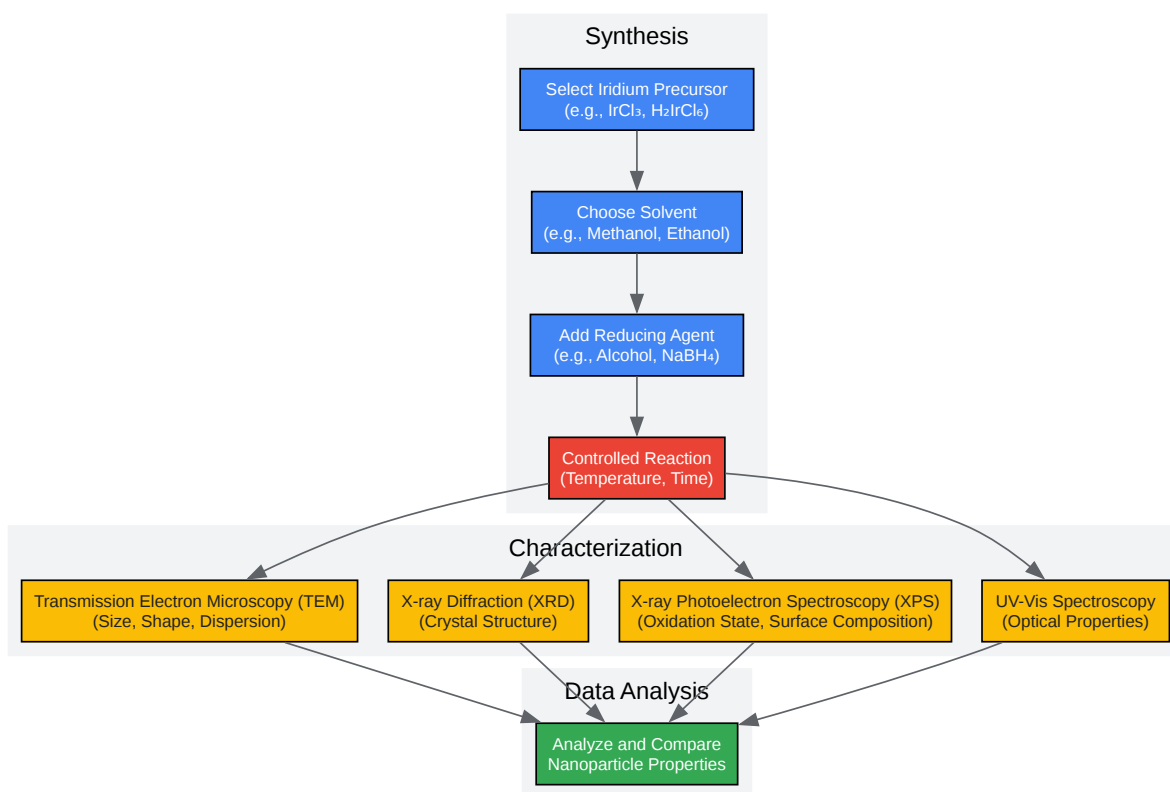 Synthesis
Select Iridium Precursor
(e.g., IrCl₃, H₂IrCl₆)
Choose Solvent
(e.g., Methanol, Ethanol)
Add Reducing Agent
(e.g., Alcohol, NaBH₄)
Controlled Reaction
(Temperature, Time)
Characterization
Transmission Electron Microscopy (TEM)
(Size, Shape, Dispersion)
X-ray Diffraction (XRD)
(Crystal Structure)
X-ray Photoelectron Spectroscopy (XPS)
(Oxidation State, Surface Composition)
UV-Vis Spectroscopy
(Optical Properties)
Data Analysis
Analyze and Compare
Nanoparticle Properties